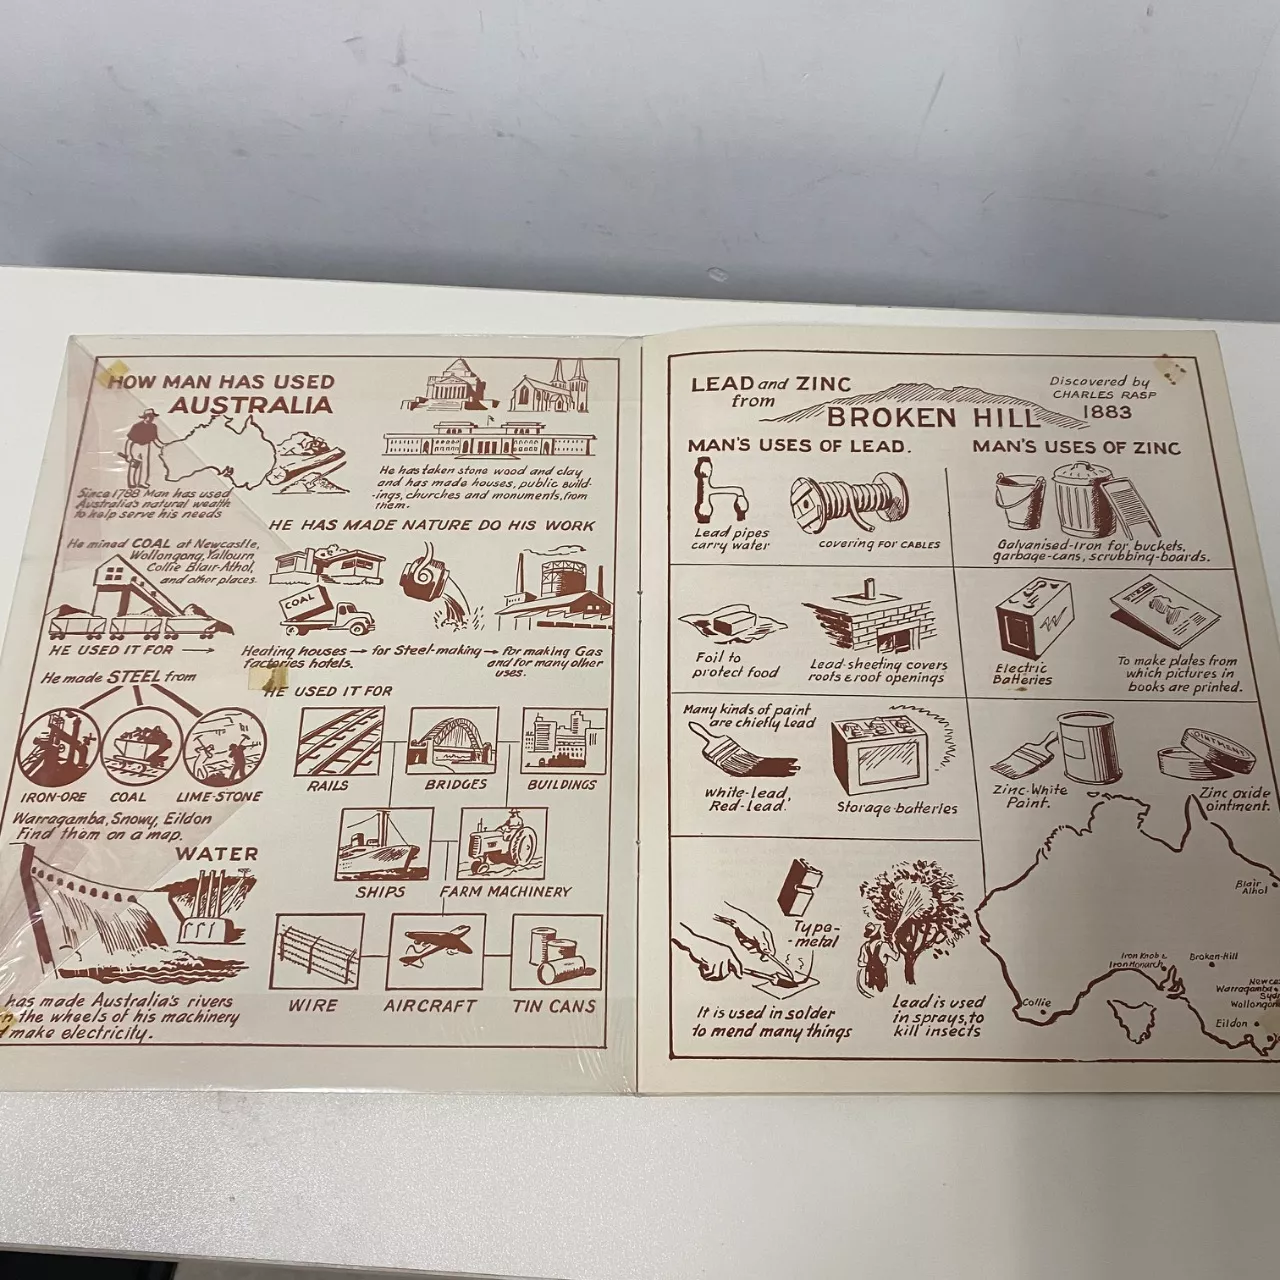 HOW MAN HAS USED
AUSTRALIA
Since 1788 Man has used
Australia's natural wealth
to help serve his needs
He has taken stone wood and clay
and has made houses, public build-
-ings, churches and monuments, from
them.
HE HAS MADE NATURE DO HIS WORK
He mined COAL at Newcastle,
Wollongong, Yallourn
Collie Blair-Athol,
and other places.
COAL
HE USED IT FOR
Heating houses
factories hotels.
for Steel-making
for making Gas
and for many other
uses.
He made STEEL from
HE USED IT FOR
IRON-ORE COAL LIME-STONE
RAILS
BRIDGES
BUILDINGS
Warragamba, Snowy, Eildon
Find them on a map.
WATER
SHIPS
FARM MACHINERY
WIRE
AIRCRAFT
TIN CANS
has made Australia's rivers
the wheels of his machinery
make electricity.
LEAD and ZINC
from
BROKEN HILL
Discovered by
CHARLES RASP
1883
MAN'S USES OF LEAD.
MAN'S USES OF ZINC
Lead pipes
carry water
covering FOR CABLES
Galvanised-iron for buckets,
garbage-cans, scrubbing-boards.
Foil to
protect food
Lead-sheeting covers
roots & root openings
Electric
Batteries
To make plates from
which pictures in
books are printed.
Many kinds of paint
are chiefly lead
white-lead,
Red-Lead.'
Storage-batteries
Zinc-White
Paint.
OINTMENT
Zinc oxide
ointment.
Type-
-metal
It is used in solder
to mend many things
Lead is used
in sprays, to
kill insects
Blair
Athol
Iron Knob &
Iron Monarch
Broken-Hill
Warragamba
Collie
Eildon